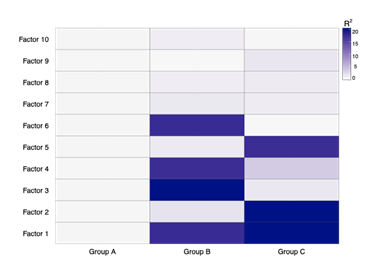 R²
Factor 10
20
Factor 9
15
Factor 8
10
Factor 7
5
Factor 6
0
Factor 5
Factor 4
Factor 3
Factor 2
Factor 1
Group A Group B Group C